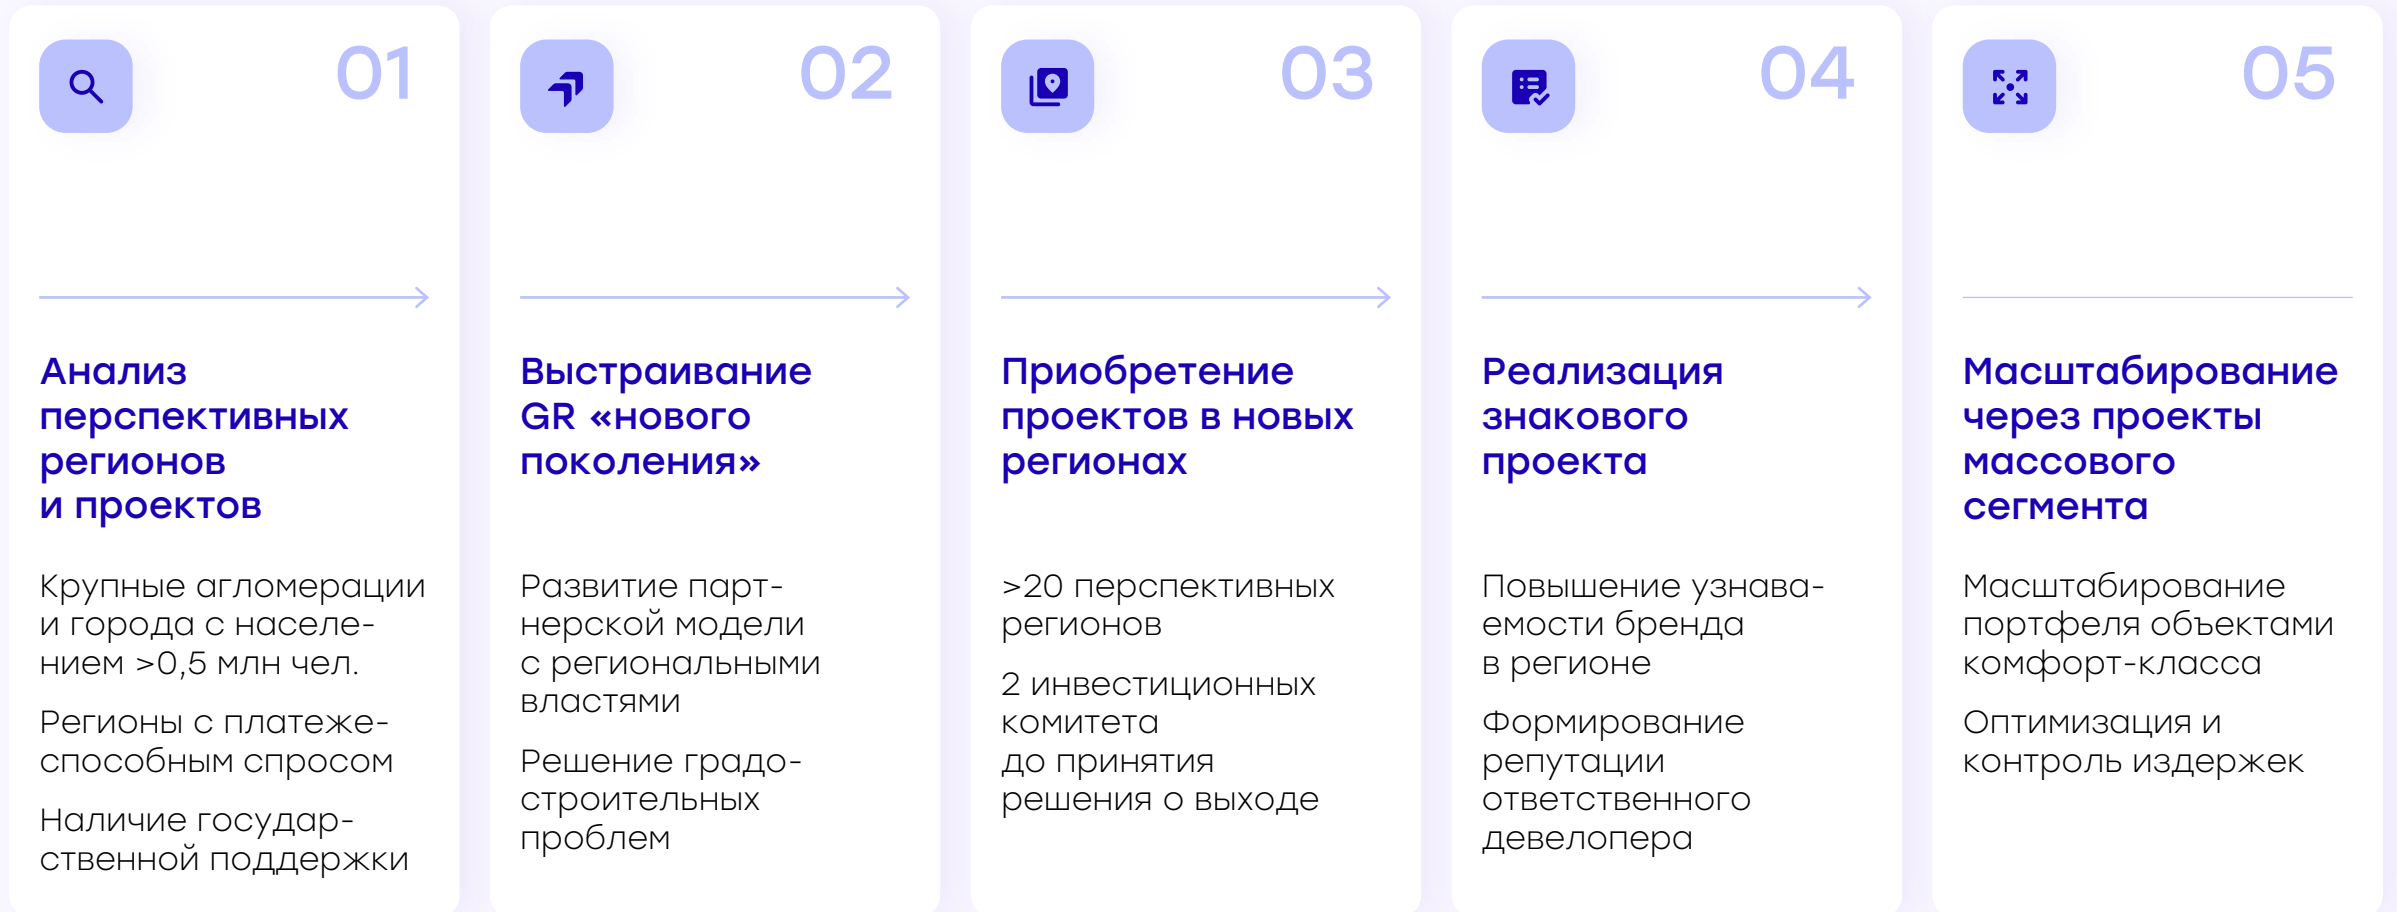 01
Анализ
перспективных
регионов
и проектов
Крупные агломерации
и города с населе-
нием >0,5 млн чел.
Регионы с платеже-
способным спросом
Наличие государ-
ственной поддержки
02
Выстраивание
GR «нового
поколения»
Развитие парт-
нерской модели
с региональными
властями
Решение градо-
строительных
проблем
03
Приобретение
проектов в новых
регионах
>20 перспективных
регионов
2 инвестиционных
комитета
до принятия
решения о выходе
04
Реализация
знакового
проекта
Повышение узнава-
емости бренда
в регионе
Формирование
репутации
ответственного
девелопера
05
Масштабирование
через проекты
массового
сегмента
Масштабирование
портфеля объектами
комфорт-класса
Оптимизация и
контроль издержек